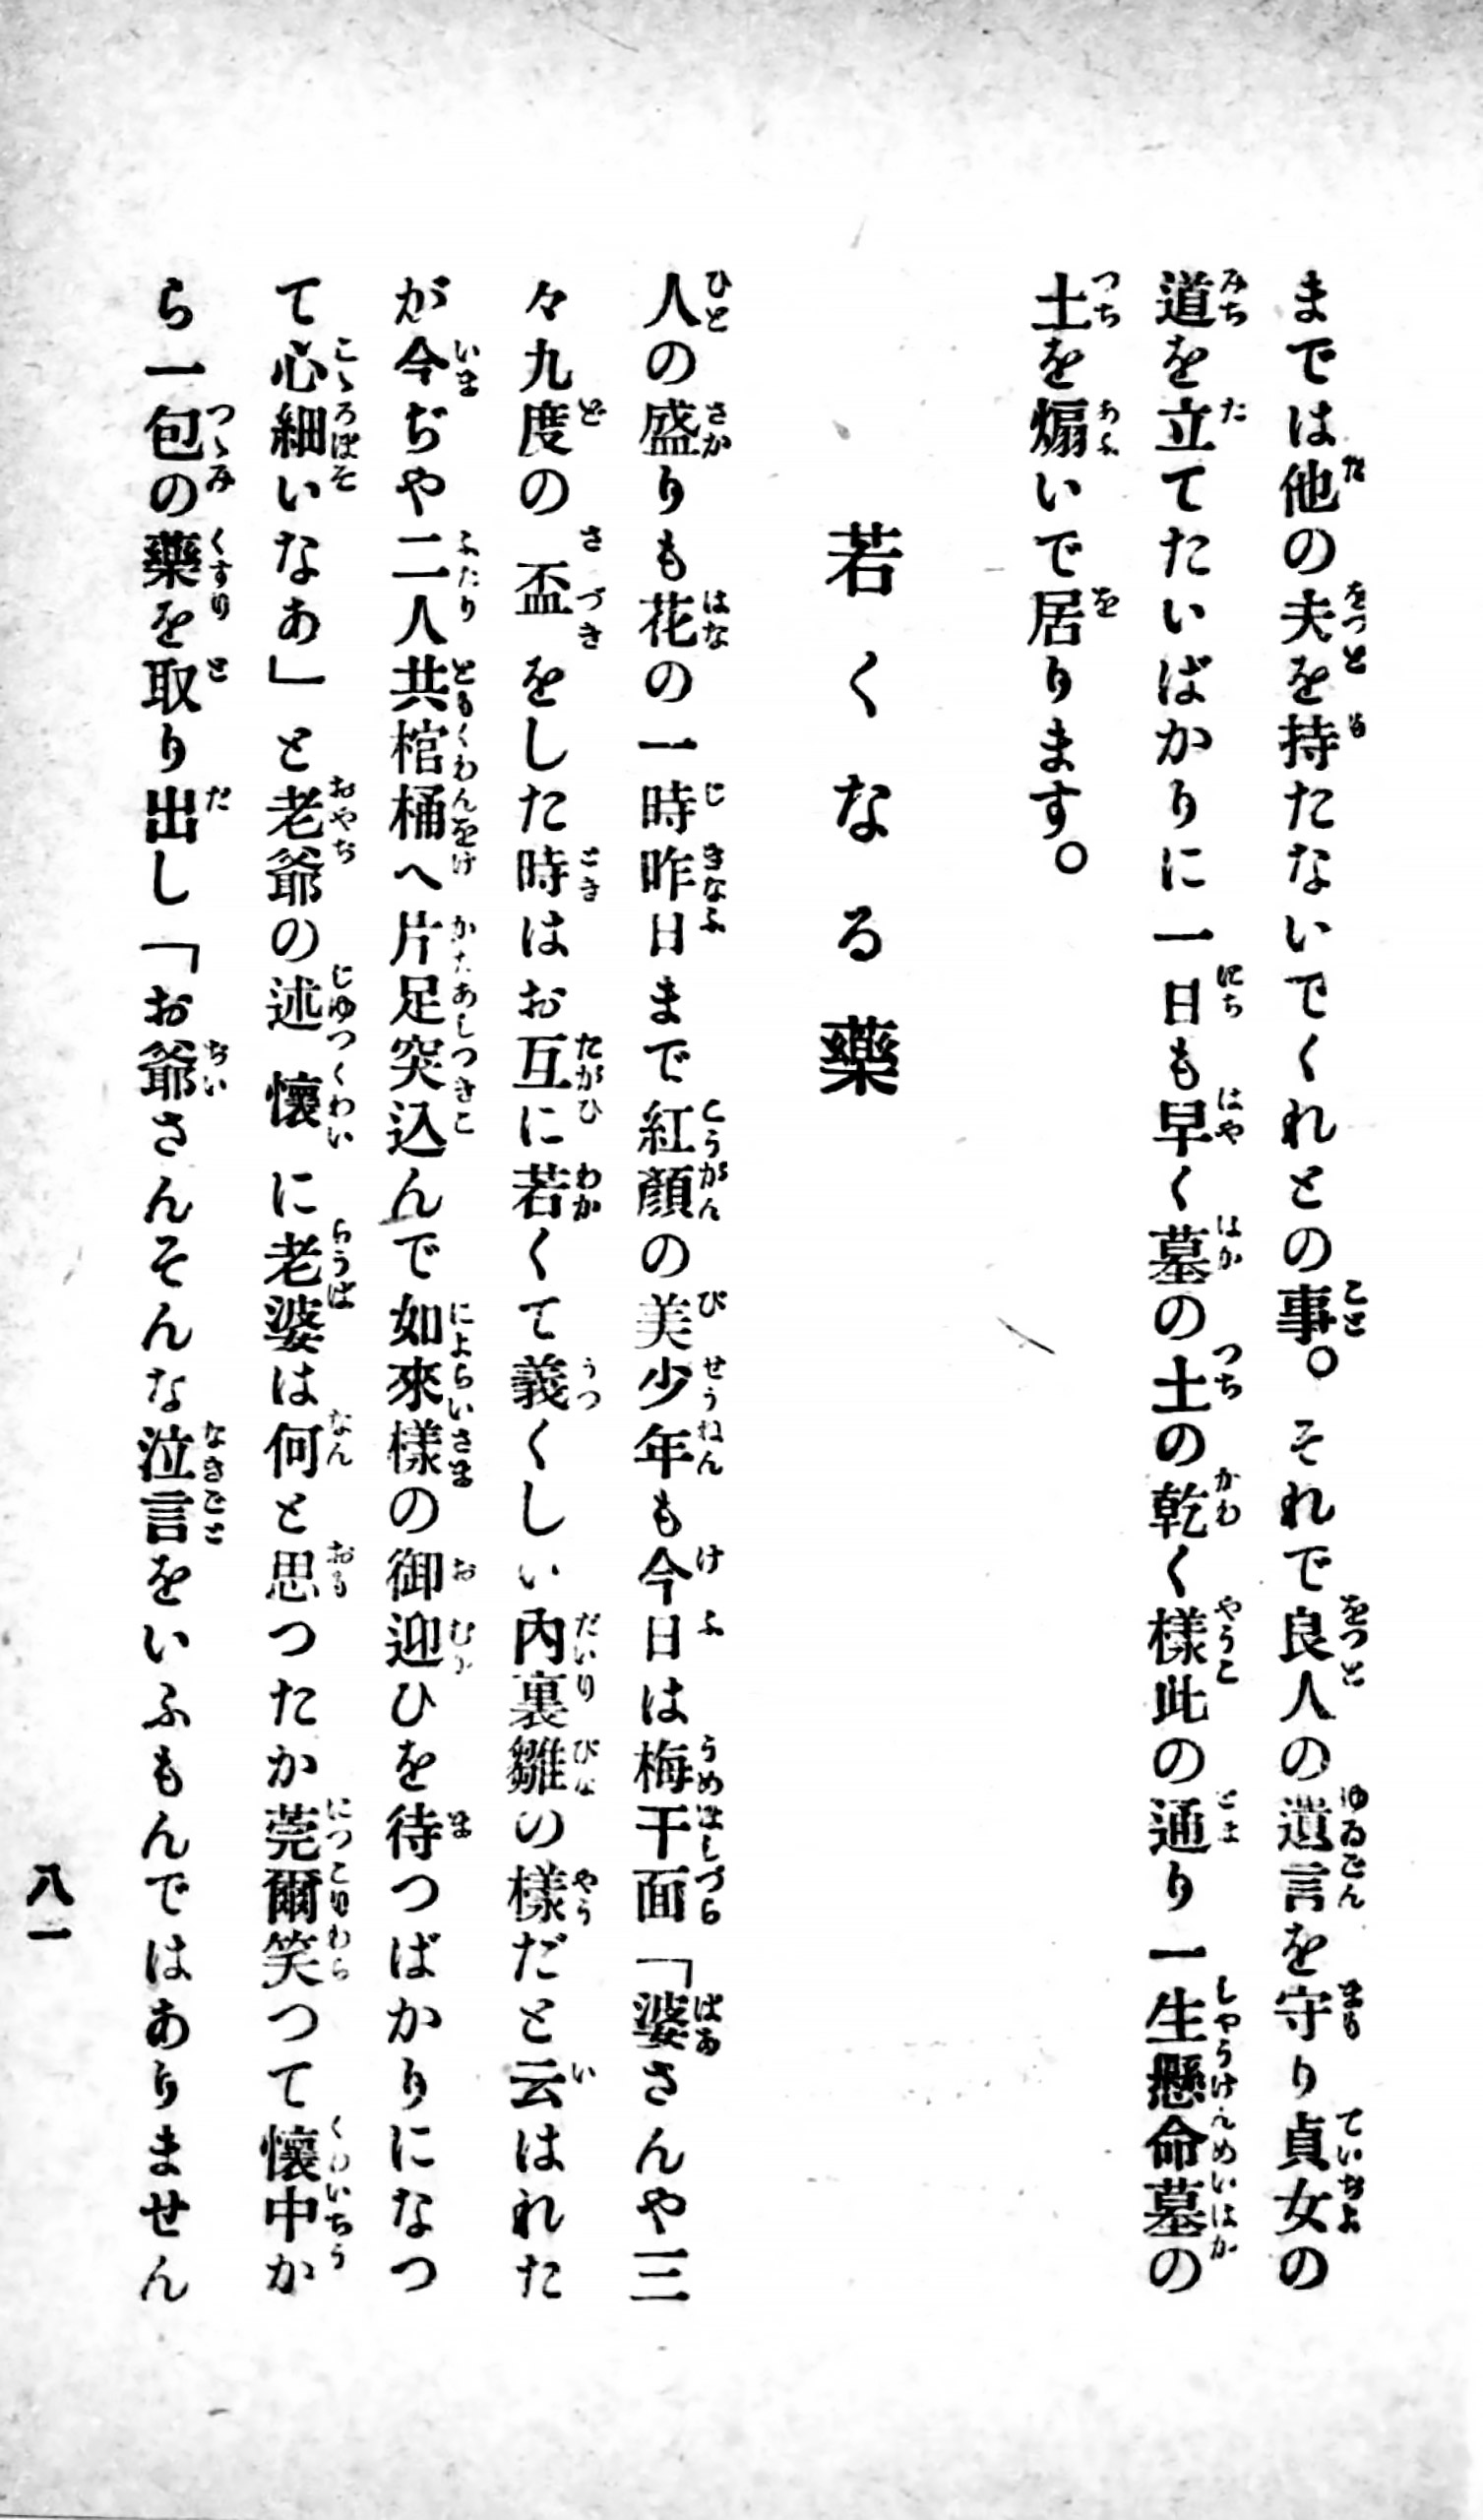 までは他の夫を持たないでくれとの事。それで良人の遺言を守り貞女の
道を立てたいばかりに一日も早く墓の土の乾く樣此の通り一生懸命墓の
土を煽いで居ります。
若くなる藥
人の盛りも花の一時昨日まで紅顏の美少年も今日は梅干面「婆さんや三
々九度の盃をした時はお互に若くて義くしい內裏雛の樣だと云はれた
が今ぢや二人共棺桶へ片足突込んで如來樣の御迎ひを待つばかりになつ
て心細いなあ」と老爺の述懷に老婆は何と思つたか莞爾笑つて懷中か
ら一包の藥を取り出し「お爺さんそんな泣言をいふもんではありません
八一